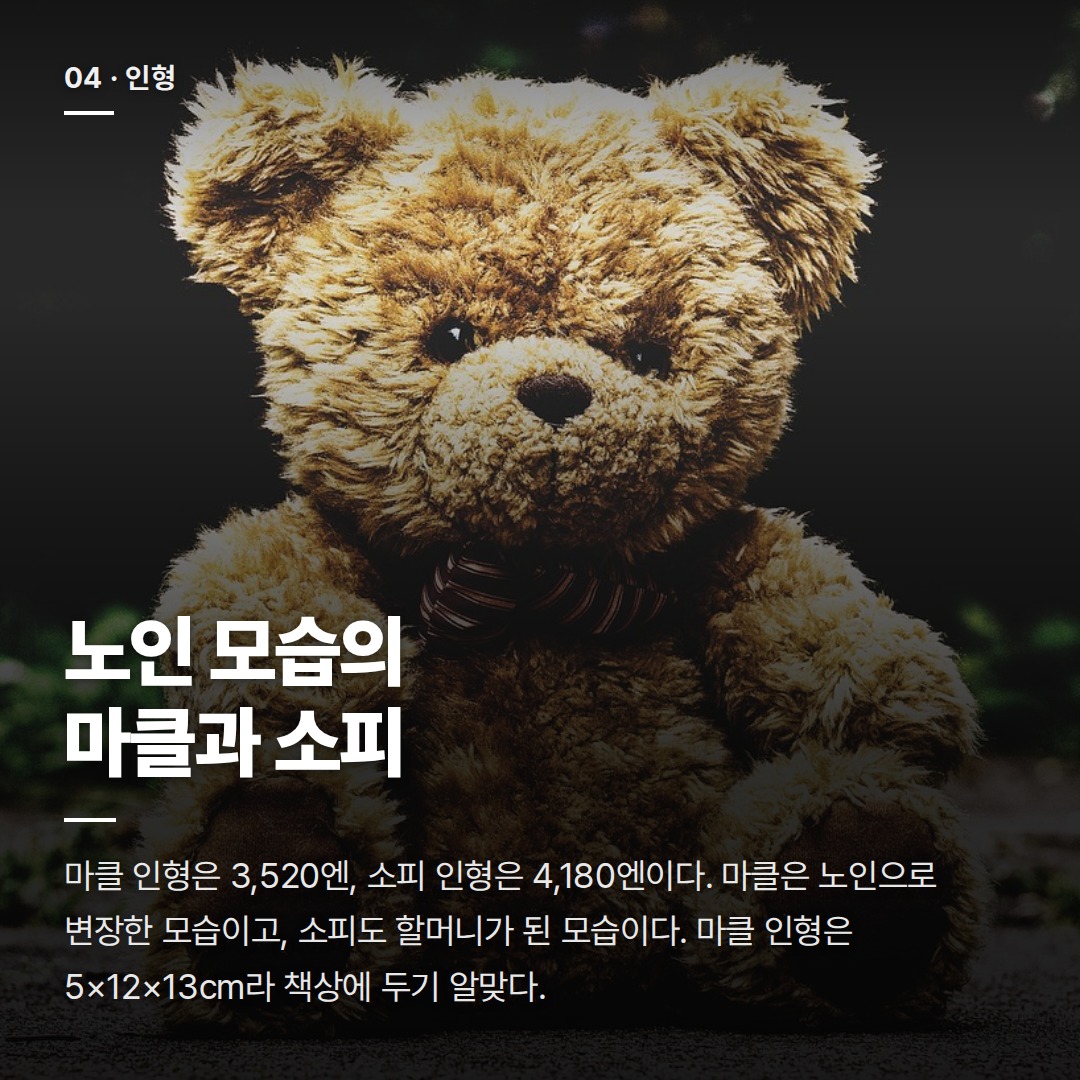 04 · 인형
노인 모습의
마클과 소피
마클 인형은 3,520엔, 소피 인형은 4,180엔이다. 마클은 노인으로
변장한 모습이고, 소피도 할머니가 된 모습이다. 마클 인형은
5×12×13cm라 책상에 두기 알맞다.